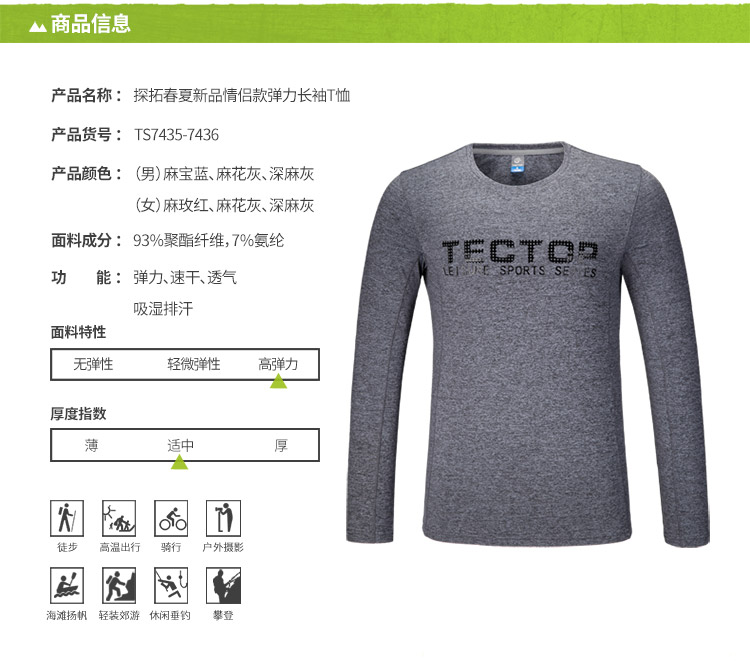 商品信息
产品名称： 探拓春夏新品情侣款弹力长袖T恤
产品货号： TS7435-7436
产品颜色： （男）麻宝蓝、麻花灰、深麻灰
（女）麻玫红、麻花灰、深麻灰
面料成分： 93%聚酯纤维，7%氨纶
功 能： 弹力、速干、透气
吸湿排汗
面料特性
无弹性 轻微弹性 高弹力
厚度指数
薄 适中 厚
徒步 高温出行 骑行 户外摄影
海滩扬帆 轻装郊游 休闲垂钓 攀登
TECTOP
LEISURE SPORTS SERIES